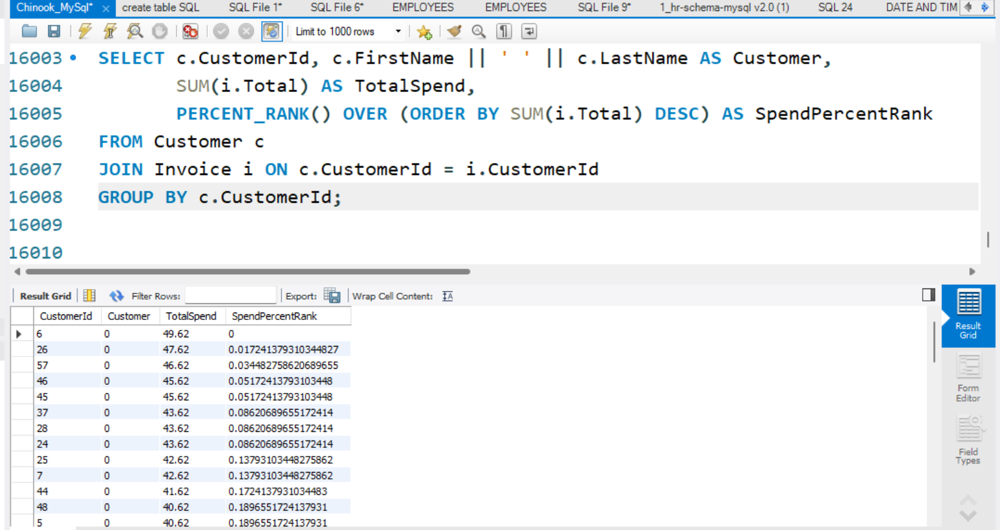 Chinook_MySql* × create table SQL SQL File 1* SQL File 6* EMPLOYEES EMPLOYEES SQL File 9* 1_hr-schema-mysql v2.0 (1) SQL 24 DATE AND TIM
Limit to 1000 rows
16003 SELECT c.CustomerId, c.FirstName || ' ' || c.LastName AS Customer,
16004 SUM(i.Total) AS TotalSpend,
16005 PERCENT_RANK() OVER (ORDER BY SUM(i.Total) DESC) AS SpendPercentRank
16006 FROM Customer c
16007 JOIN Invoice i ON c.CustomerId = i.CustomerId
16008 GROUP BY c.CustomerId;
16009
16010
Result Grid Filter Rows: Export: Wrap Cell Content:
CustomerId Customer TotalSpend SpendPercentRank
6 0 49.62 0
26 0 47.62 0.017241379310344827
57 0 46.62 0.034482758620689655
46 0 45.62 0.05172413793103448
45 0 45.62 0.05172413793103448
37 0 43.62 0.08620689655172414
28 0 43.62 0.08620689655172414
24 0 43.62 0.08620689655172414
25 0 42.62 0.13793103448275862
7 0 42.62 0.13793103448275862
44 0 41.62 0.1724137931034483
48 0 40.62 0.1896551724137931
5 0 40.62 0.1896551724137931
Result
Grid
Form
Editor
Field
Types